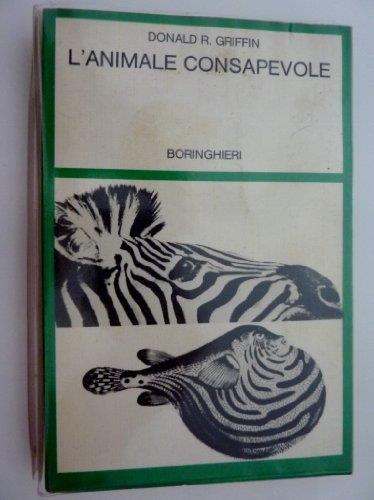 DONALD R. GRIFFIN
L'ANIMALE CONSAPEVOLE
BORINGHIERI